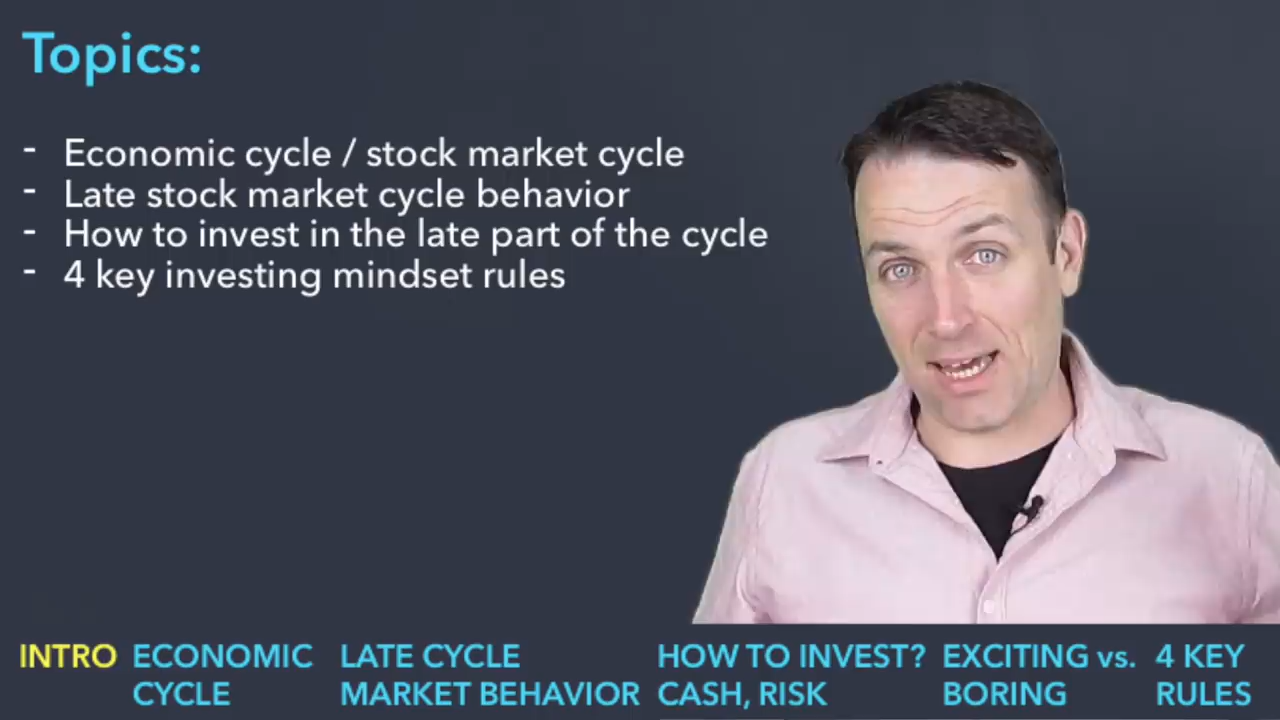 Topics:
- Economic cycle / stock market cycle
- Late stock market cycle behavior
- How to invest in the late part of the cycle
- 4 key investing mindset rules
INTRO
ECONOMIC
CYCLE
LATE CYCLE
MARKET BEHAVIOR
HOW TO INVEST?
CASH, RISK
EXCITING vs.
BORING
4 KEY
RULES